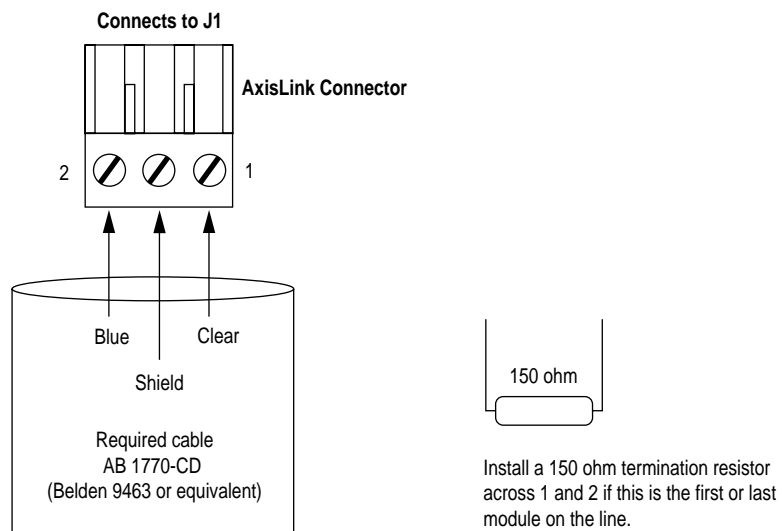 Connects to J1
AxisLink Connector
2
1
Blue
Clear
Shield
Required cable
AB 1770-CD
(Belden 9463 or equivalent)
150 ohm
Install a 150 ohm termination resistor
across 1 and 2 if this is the first or last
module on the line.